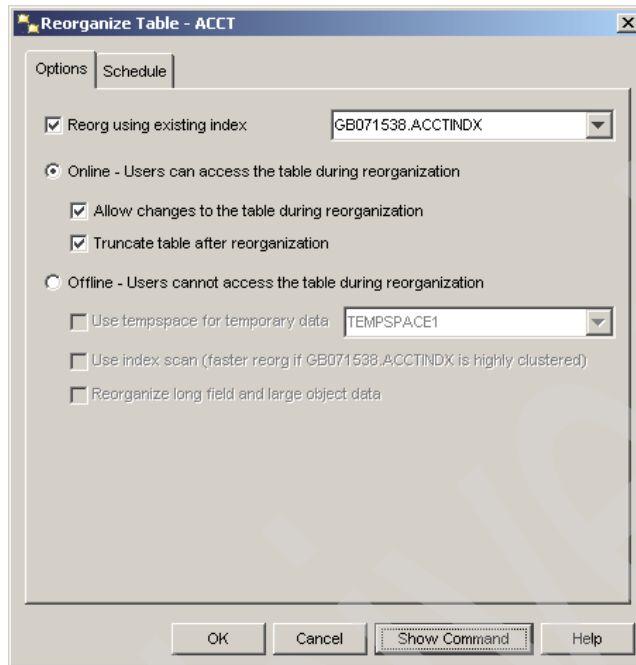 Reorganize Table - ACCT
Options Schedule
Reorg using existing index GB071538.ACCTINDX
Online - Users can access the table during reorganization
Allow changes to the table during reorganization
Truncate table after reorganization
Offline - Users cannot access the table during reorganization
Use tempspace for temporary data TEMPSPACE1
Use index scan (faster reorg if GB071538.ACCTINDX is highly clustered)
Reorganize long field and large object data
OK Cancel Show Command Help